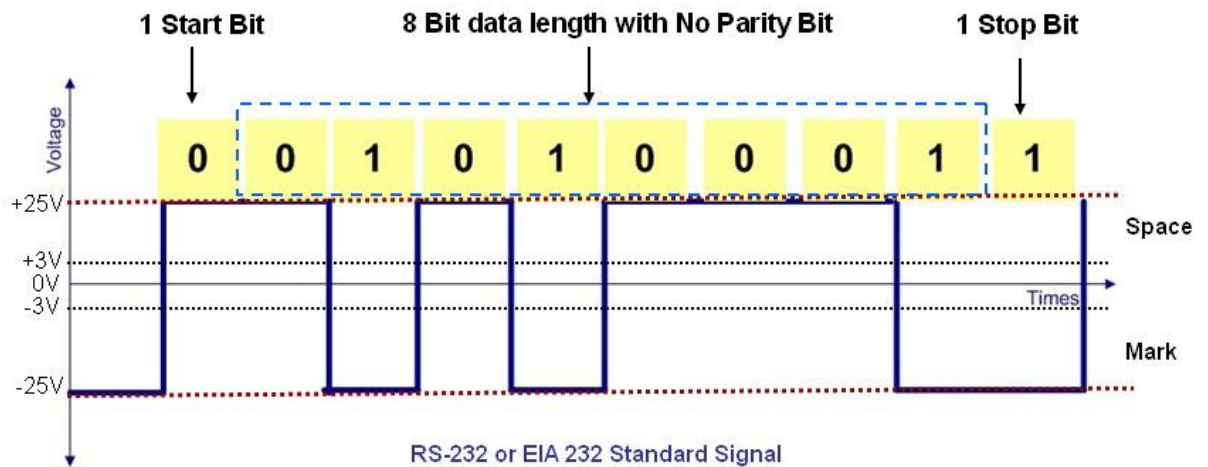 1 Start Bit 8 Bit data length with No Parity Bit 1 Stop Bit
Voltage
0 0 1 0 1 0 0 0 1 1
+25V
Space
+3V
0V
Times
-3V
Mark
-25V
RS-232 or EIA 232 Standard Signal